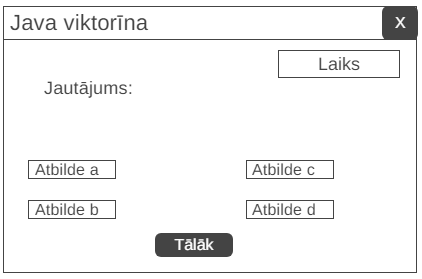 Java viktorīna
x
Laiks
Jautājums:
Atbilde a
Atbilde c
Atbilde b
Atbilde d
Tālāk